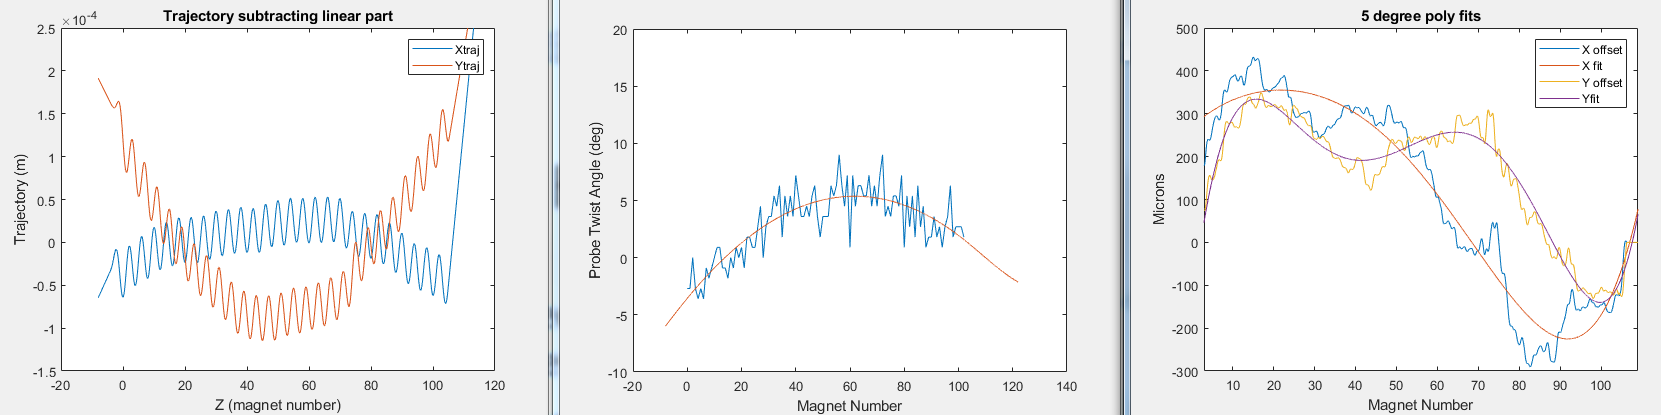 Trajectory subtracting linear part
×10⁻⁴
2.5
2
1.5
1
0.5
0
-0.5
-1
-1.5
Trajectory (m)
Xtraj
Ytraj
-20 0 20 40 60 80 100 120
Z (magnet number)
20
15
10
5
0
-5
-10
Probe Twist Angle (deg)
-20 0 20 40 60 80 100 120 140
Magnet Number
5 degree poly fits
500
400
300
200
100
0
-100
-200
-300
Microns
X offset
X fit
Y offset
Yfit
10 20 30 40 50 60 70 80 90 100
Magnet Number